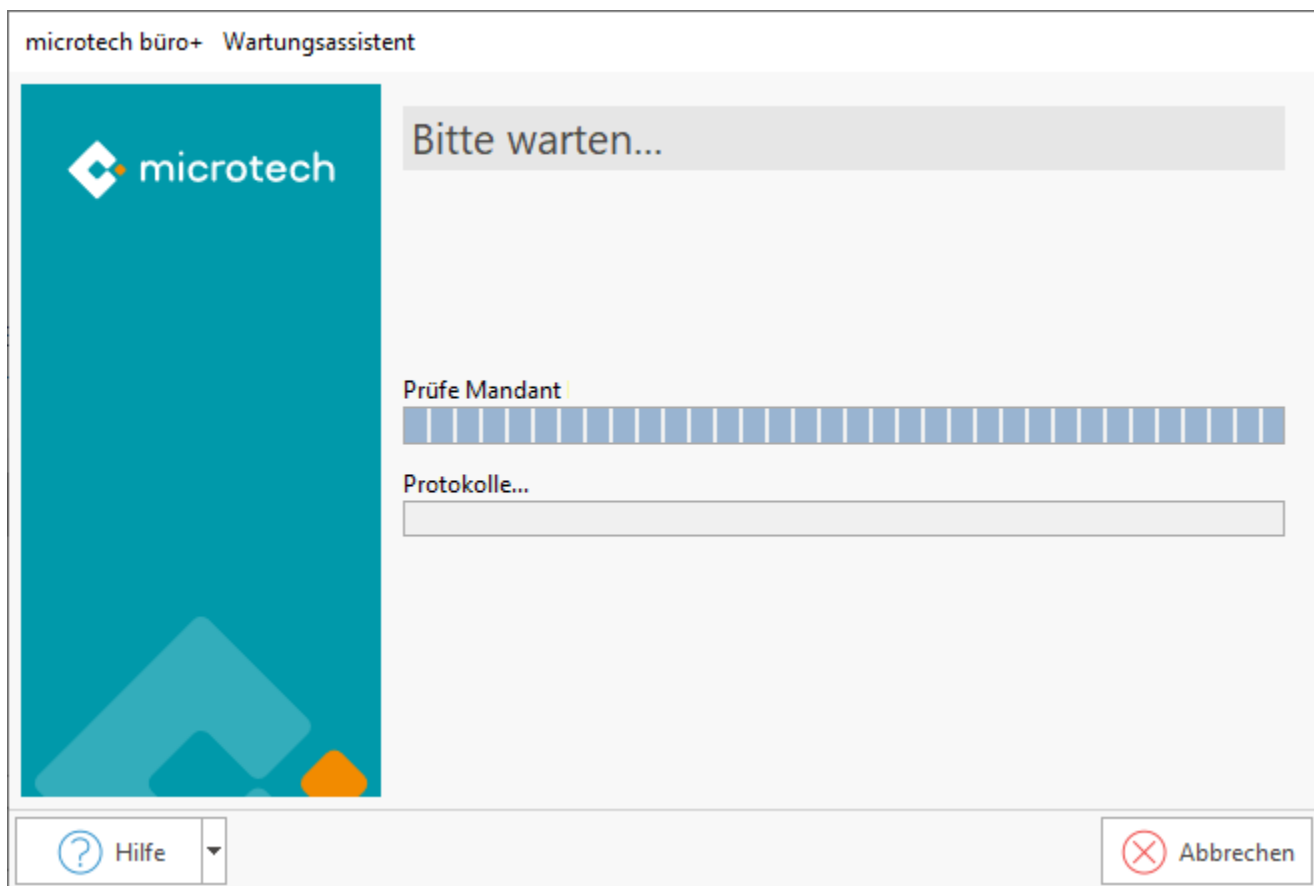 microtech büro+ Wartungsassistent
microtech
Bitte warten...
Prüfe Mandant
Protokolle...
Hilfe
Abbrechen